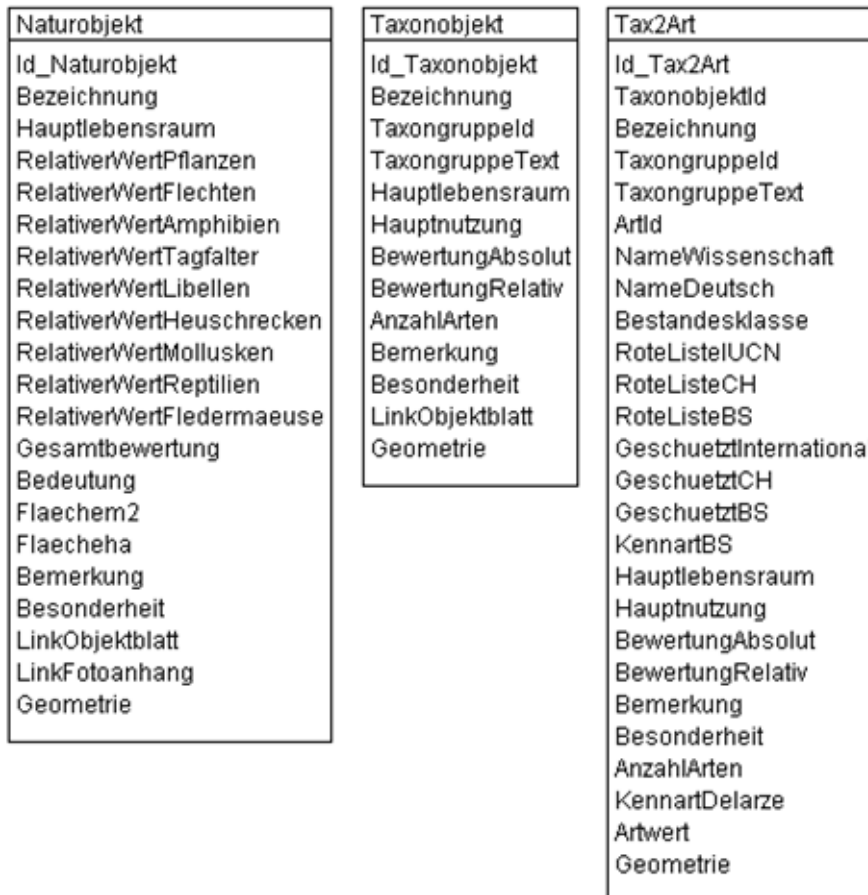 Naturobjekt
Id_Naturobjekt
Bezeichnung
Hauptlebensraum
RelativerWertPflanzen
RelativerWertFlechten
RelativerWertAmphibien
RelativerWertTagfalter
RelativerWertLibellen
RelativerWertHeuschrecken
RelativerWertMollusken
RelativerWertReptilien
RelativerWertFledermaeuse
Gesamtbewertung
Bedeutung
Flaechem2
Flaecheha
Bemerkung
Besonderheit
LinkObjektblatt
LinkFotoanhang
Geometrie
Taxonobjekt
Id_Taxonobjekt
Bezeichnung
TaxongruppeId
TaxongruppeText
Hauptlebensraum
Hauptnutzung
BewertungAbsolut
BewertungRelativ
AnzahlArten
Bemerkung
Besonderheit
LinkObjektblatt
Geometrie
Tax2Art
Id_Tax2Art
TaxonobjektId
Bezeichnung
TaxongruppeId
TaxongruppeText
ArtId
NameWissenschaft
NameDeutsch
Bestandesklasse
RoteListeIUCN
RoteListeCH
RoteListeBS
GeschuetztInternationa
GeschuetztCH
GeschuetztBS
KennartBS
Hauptlebensraum
Hauptnutzung
BewertungAbsolut
BewertungRelativ
Bemerkung
Besonderheit
AnzahlArten
KennartDelarze
Artwert
Geometrie